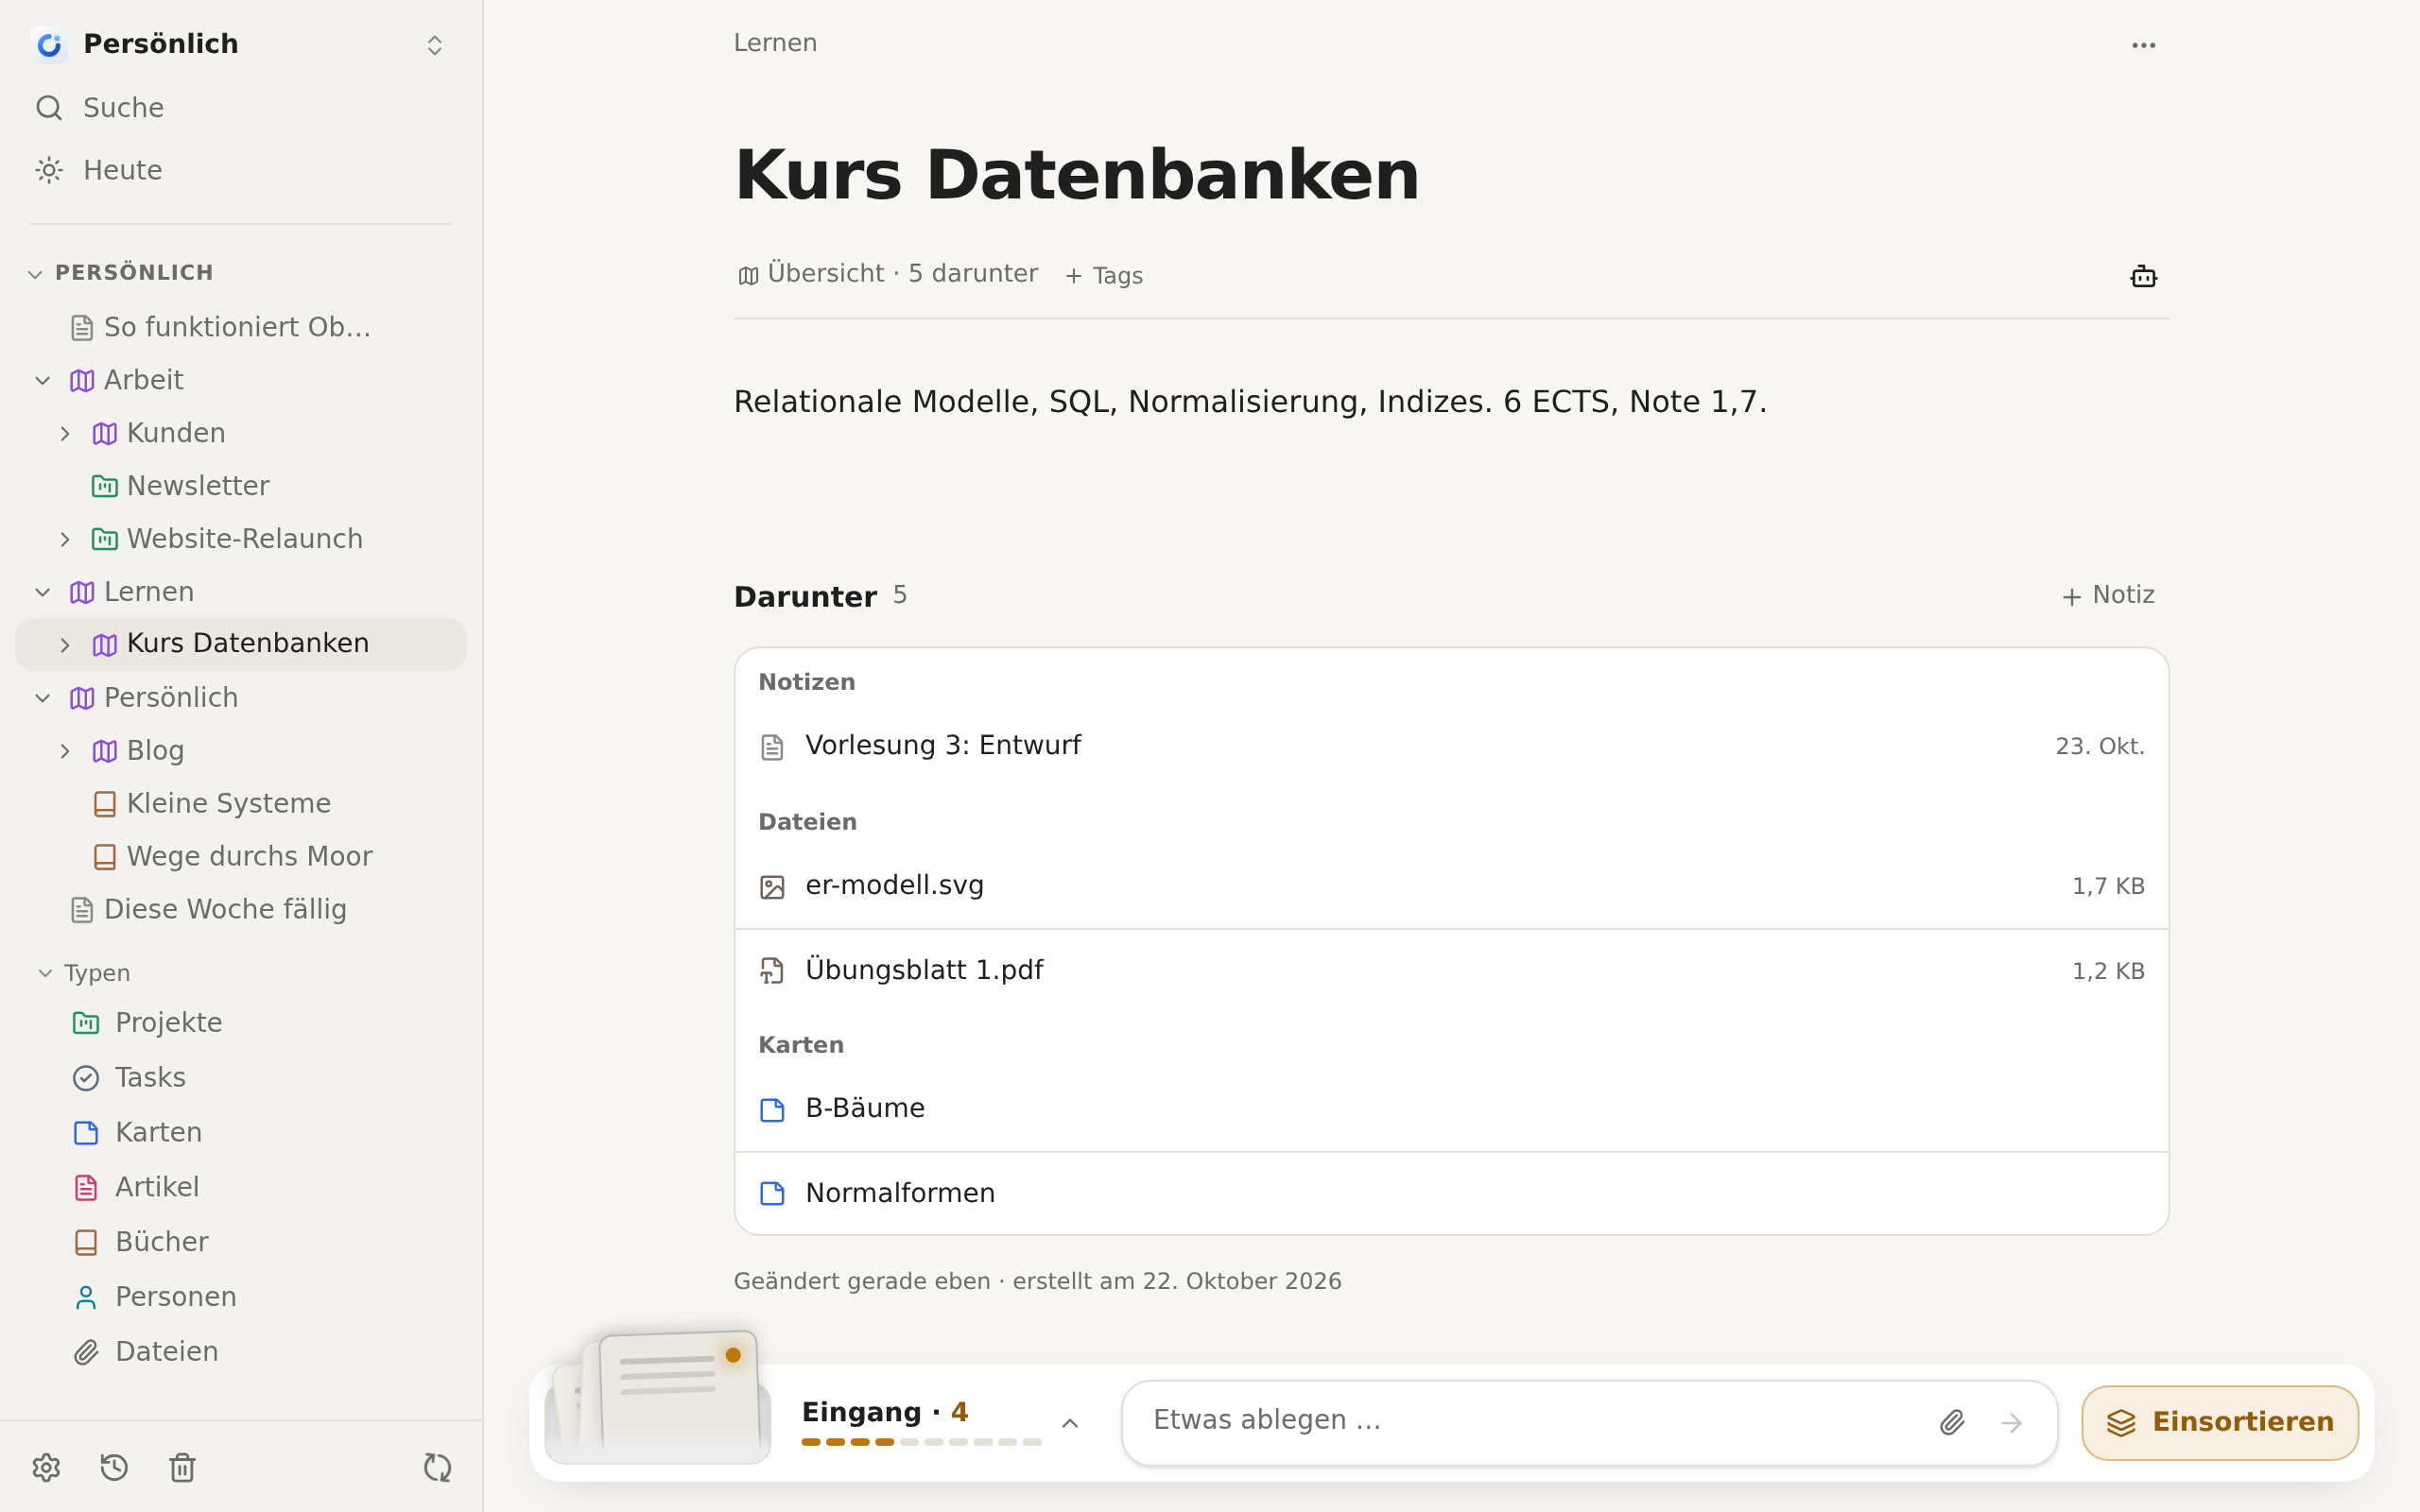 Persönlich
Suche
Heute
PERSÖNLICH
So funktioniert Ob…
Arbeit
Kunden
Newsletter
Website-Relaunch
Lernen
Kurs Datenbanken
Persönlich
Blog
Kleine Systeme
Wege durchs Moor
Diese Woche fällig
Typen
Projekte
Tasks
Karten
Artikel
Bücher
Personen
Dateien
Lernen
Kurs Datenbanken
Übersicht · 5 darunter + Tags
Relationale Modelle, SQL, Normalisierung, Indizes. 6 ECTS, Note 1,7.
Darunter 5 + Notiz
Notizen
Vorlesung 3: Entwurf 23. Okt.
Dateien
er-modell.svg 1,7 KB
Übungsblatt 1.pdf 1,2 KB
Karten
B-Bäume
Normalformen
Geändert gerade eben · erstellt am 22. Oktober 2026
Eingang · 4
Etwas ablegen …
Einsortieren